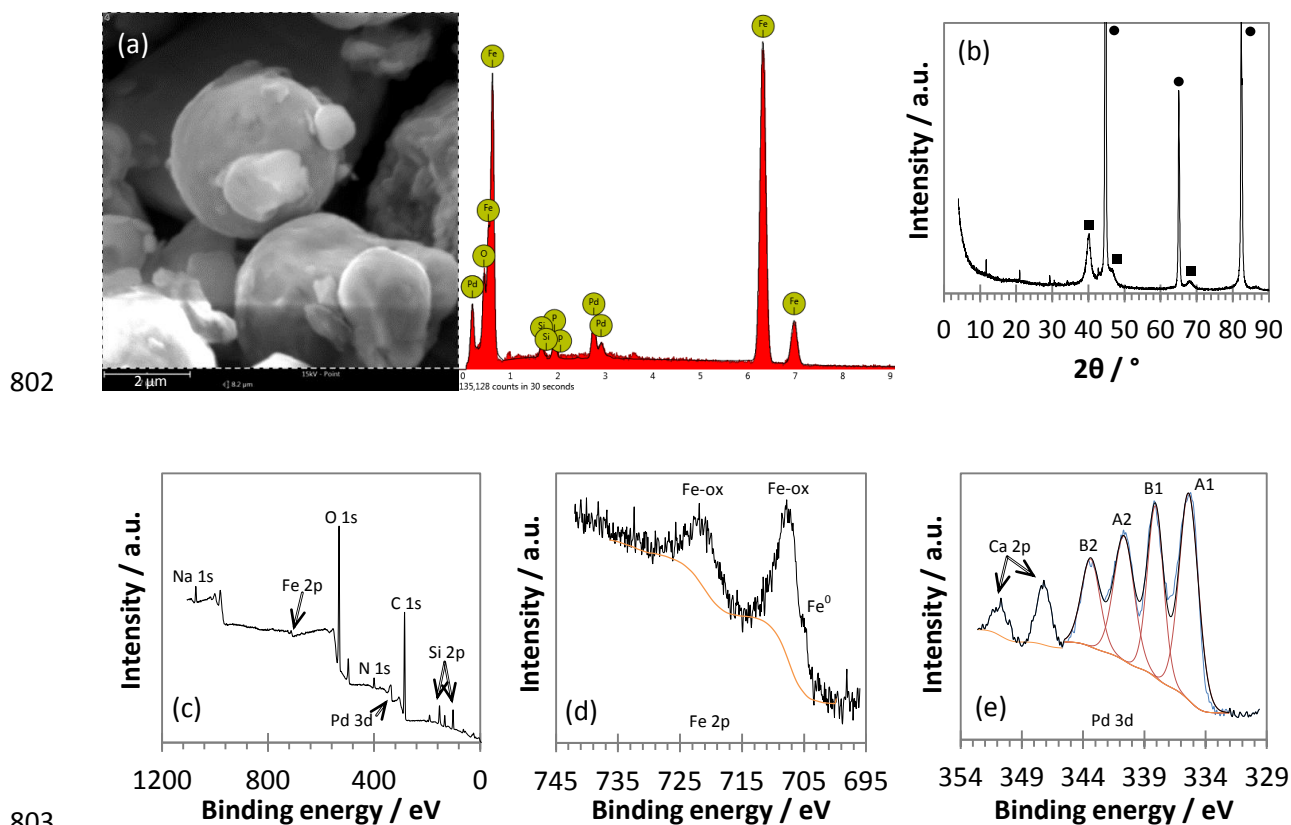 (a)
2 µm
8.2 µm
15kV - Point
Fe
Fe
Fe
O
Pd
Si
Si
P
P
Pd
Pd
Fe
0 1 2 3 4 5 6 7 8 9
135,128 counts in 30 seconds
(b)
Intensity / a.u.
0 10 20 30 40 50 60 70 80 90
2θ / °
802
(c)
Intensity / a.u.
Na 1s
Fe 2p
O 1s
N 1s
Pd 3d
C 1s
Si 2p
1200 800 400 0
Binding energy / eV
(d)
Intensity / a.u.
Fe-ox
Fe-ox
Fe⁰
Fe 2p
745 735 725 715 705 695
Binding energy / eV
(e)
Intensity / a.u.
Ca 2p
B2
A2
B1
A1
Pd 3d
354 349 344 339 334 329
Binding energy / eV
803